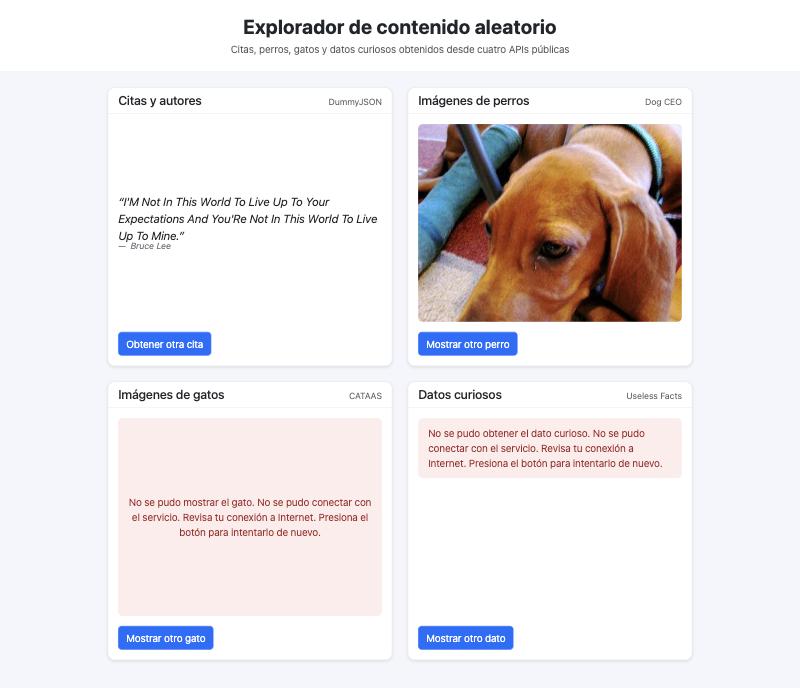 Explorador de contenido aleatorio
Citas, perros, gatos y datos curiosos obtenidos desde cuatro APIs públicas
Citas y autores
DummyJSON
“I'M Not In This World To Live Up To Your
Expectations And You'Re Not In This World To Live
Up To Mine.”
— Bruce Lee
Obtener otra cita
Imágenes de perros
Dog CEO
Mostrar otro perro
Imágenes de gatos
CATAAS
No se pudo mostrar el gato. No se pudo conectar con
el servicio. Revisa tu conexión a Internet. Presiona el
botón para intentarlo de nuevo.
Mostrar otro gato
Datos curiosos
Useless Facts
No se pudo obtener el dato curioso. No se pudo
conectar con el servicio. Revisa tu conexión a
Internet. Presiona el botón para intentarlo de nuevo.
Mostrar otro dato